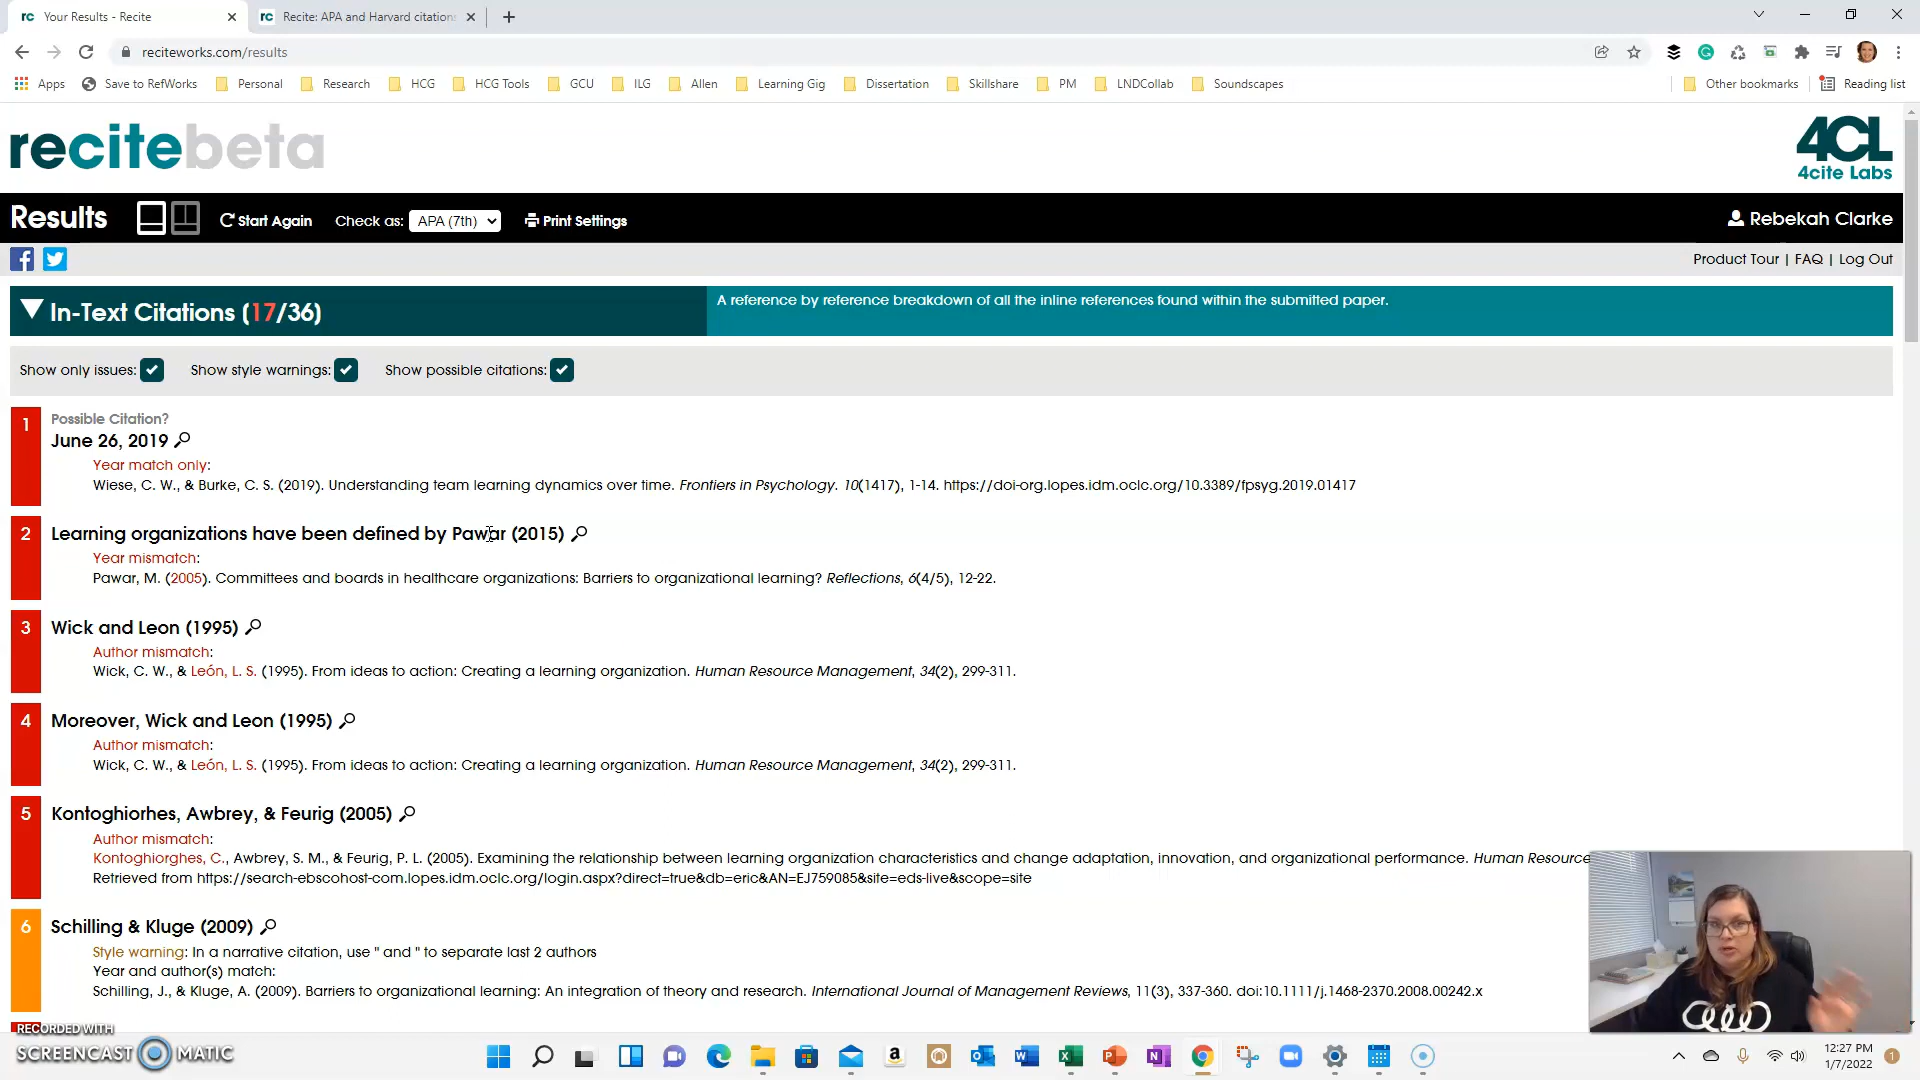 rc Your Results - Recite
rc Recite: APA and Harvard citations
reciteworks.com/results
Apps
Save to RefWorks
Personal
Research
HCG
HCG Tools
GCU
ILG
Allen
Learning Gig
Dissertation
Skillshare
PM
LNDCollab
Soundscapes
Other bookmarks
Reading list
recitebeta
4CL
4cite Labs
Results
Start Again
Check as: APA (7th)
Print Settings
Rebekah Clarke
Product Tour | FAQ | Log Out
In-Text Citations (17/36)
A reference by reference breakdown of all the inline references found within the submitted paper.
Show only issues:
Show style warnings:
Show possible citations:
1
Possible Citation?
June 26, 2019
Year match only:
Wiese, C. W., & Burke, C. S. (2019). Understanding team learning dynamics over time. Frontiers in Psychology. 10(1417), 1-14. https://doi-org.lopes.idm.oclc.org/10.3389/fpsyg.2019.01417
2
Learning organizations have been defined by Pawar (2015)
Year mismatch:
Pawar, M. (2005). Committees and boards in healthcare organizations: Barriers to organizational learning? Reflections, 6(4/5), 12-22.
3
Wick and Leon (1995)
Author mismatch:
Wick, C. W., & León, L. S. (1995). From ideas to action: Creating a learning organization. Human Resource Management, 34(2), 299-311.
4
Moreover, Wick and Leon (1995)
Author mismatch:
Wick, C. W., & León, L. S. (1995). From ideas to action: Creating a learning organization. Human Resource Management, 34(2), 299-311.
5
Kontoghiorhes, Awbrey, & Feurig (2005)
Author mismatch:
Kontoghiorghes, C., Awbrey, S. M., & Feurig, P. L. (2005). Examining the relationship between learning organization characteristics and change adaptation, innovation, and organizational performance. Human Resource
Retrieved from https://search-ebscohost-com.lopes.idm.oclc.org/login.aspx?direct=true&db=eric&AN=EJ759085&site=eds-live&scope=site
6
Schilling & Kluge (2009)
Style warning: In a narrative citation, use " and " to separate last 2 authors
Year and author(s) match:
Schilling, J., & Kluge, A. (2009). Barriers to organizational learning: An integration of theory and research. International Journal of Management Reviews, 11(3), 337-360. doi:10.1111/j.1468-2370.2008.00242.x
RECORDED WITH
SCREENCAST MATIC
12:27 PM
1/7/2022
1